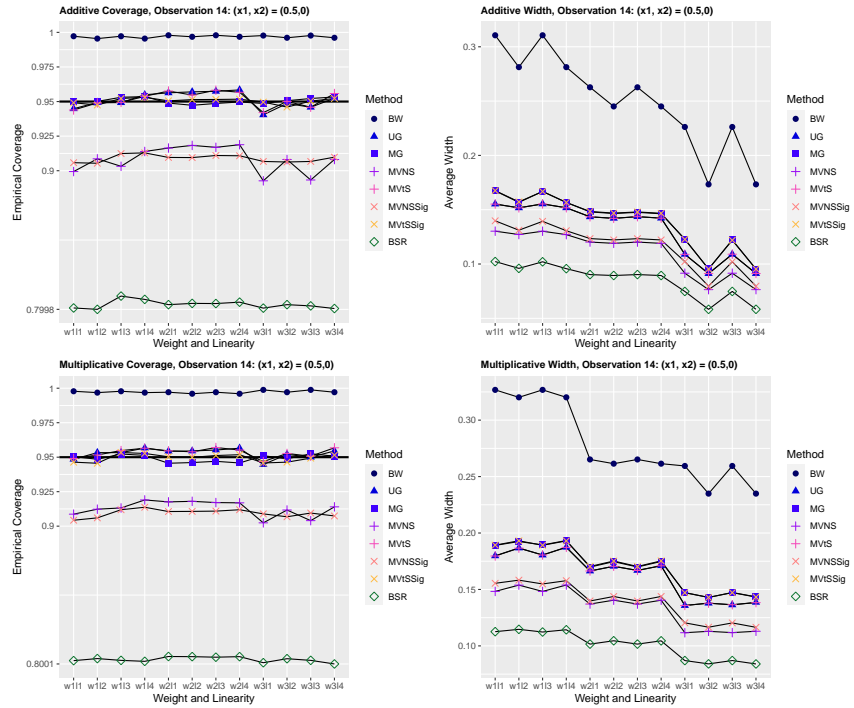 Additive Coverage, Observation 14: (x1, x2) = (0.5,0)
1
0.975
0.95
0.925
0.9
0.7998
Empirical Coverage
w1l1 w1l2 w1l3 w1l4 w2l1 w2l2 w2l3 w2l4 w3l1 w3l2 w3l3 w3l4
Weight and Linearity
Method
BW
UG
MG
MVNS
MVtS
MVNSSig
MVtSSig
BSR
Additive Width, Observation 14: (x1, x2) = (0.5,0)
0.3
0.2
0.1
Average Width
w1l1 w1l2 w1l3 w1l4 w2l1 w2l2 w2l3 w2l4 w3l1 w3l2 w3l3 w3l4
Weight and Linearity
Method
BW
UG
MG
MVNS
MVtS
MVNSSig
MVtSSig
BSR
Multiplicative Coverage, Observation 14: (x1, x2) = (0.5,0)
1
0.95
0.925
0.9
0.8001
Empirical Coverage
w1l1 w1l2 w1l3 w1l4 w2l1 w2l2 w2l3 w2l4 w3l1 w3l2 w3l3 w3l4
Weight and Linearity
Method
BW
UG
MG
MVNS
MVtS
MVNSSig
MVtSSig
BSR
Multiplicative Width, Observation 14: (x1, x2) = (0.5,0)
0.30
0.25
0.20
0.15
0.10
Average Width
w1l1 w1l2 w1l3 w1l4 w2l1 w2l2 w2l3 w2l4 w3l1 w3l2 w3l3 w3l4
Weight and Linearity
Method
BW
UG
MG
MVNS
MVtS
MVNSSig
MVtSSig
BSR